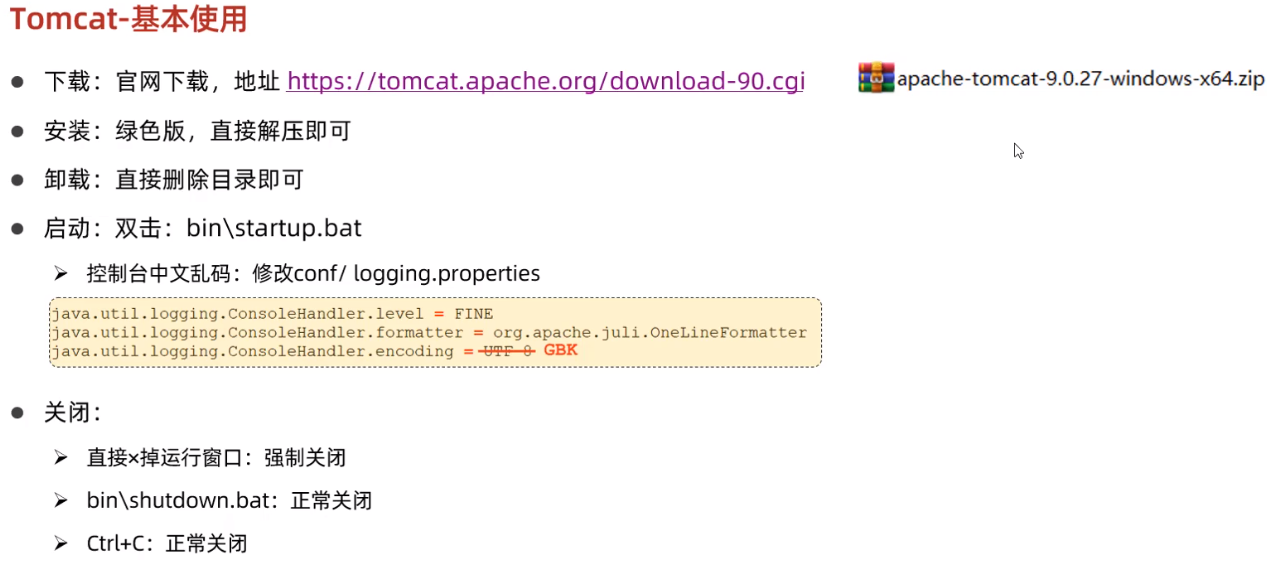 Tomcat-基本使用
下载：官网下载，地址 https://tomcat.apache.org/download-90.cgi
apache-tomcat-9.0.27-windows-x64.zip
安装：绿色版，直接解压即可
卸载：直接删除目录即可
启动：双击：bin\startup.bat
控制台中文乱码：修改conf/ logging.properties
java.util.logging.ConsoleHandler.level = FINE
java.util.logging.ConsoleHandler.formatter = org.apache.juli.OneLineFormatter
java.util.logging.ConsoleHandler.encoding = UTF-8 GBK
关闭：
直接×掉运行窗口：强制关闭
bin\shutdown.bat：正常关闭
Ctrl+C：正常关闭